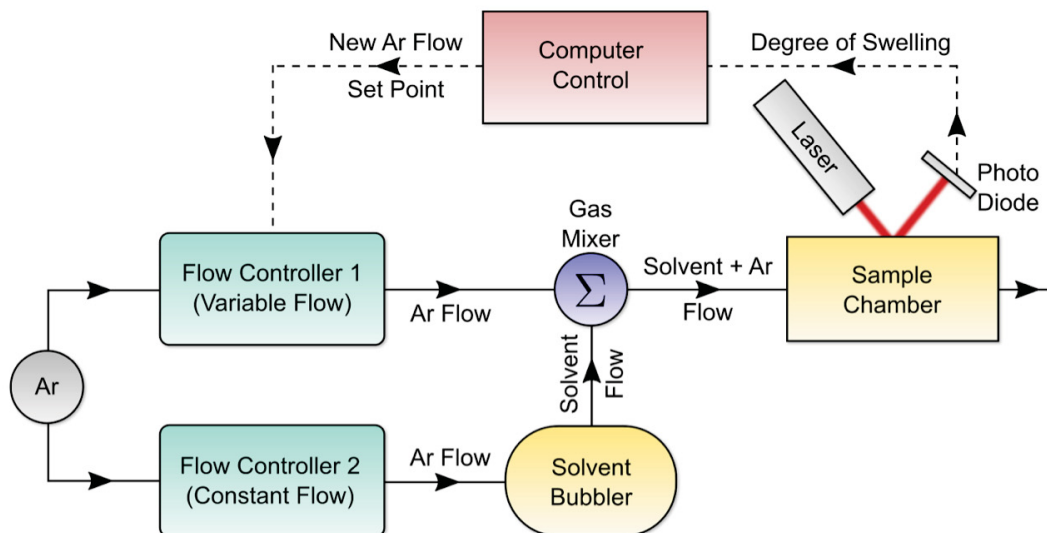 New Ar Flow
Set Point
Computer
Control
Degree of Swelling
Laser
Photo
Diode
Gas
Mixer
Σ
Flow Controller 1
(Variable Flow)
Ar Flow
Solvent + Ar
Flow
Sample
Chamber
Ar
Solvent
Flow
Flow Controller 2
(Constant Flow)
Ar Flow
Solvent
Bubbler